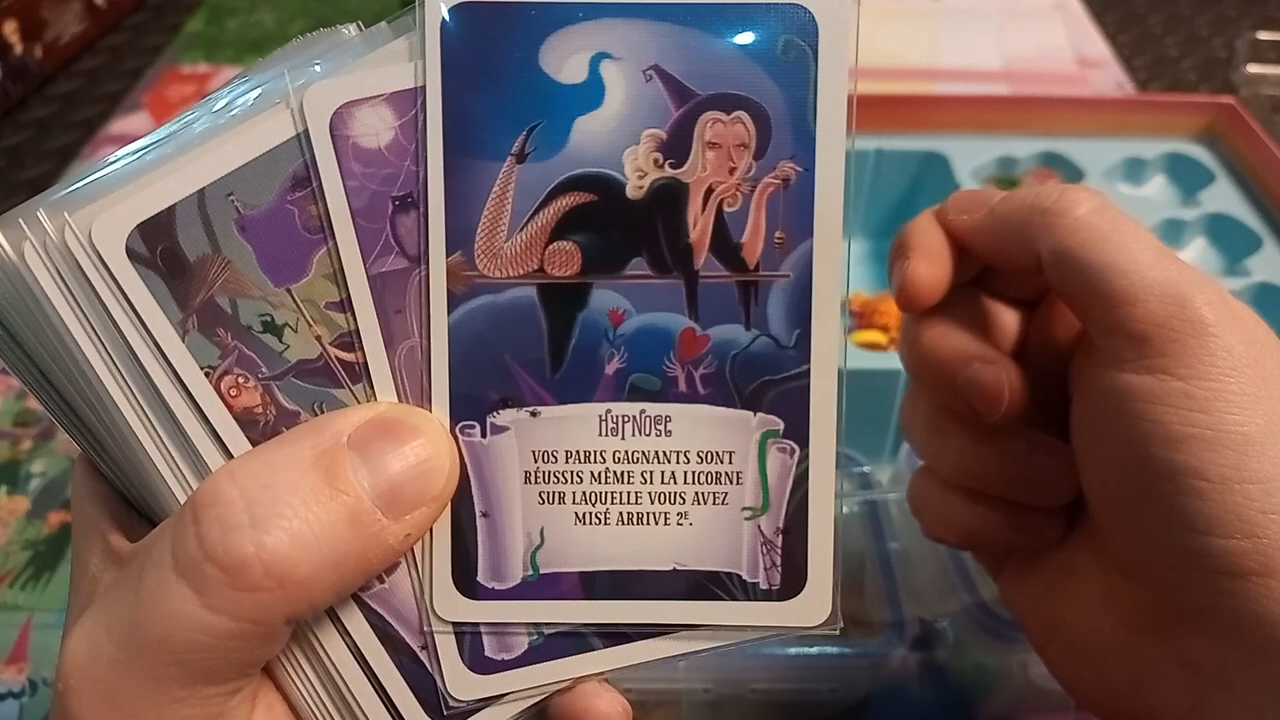 HYPNOSE
VOS PARIS GAGNANTS SONT
RÉUSSIS MÊME SI LA LICORNE
SUR LAQUELLE VOUS AVEZ
MISÉ ARRIVE 2E.